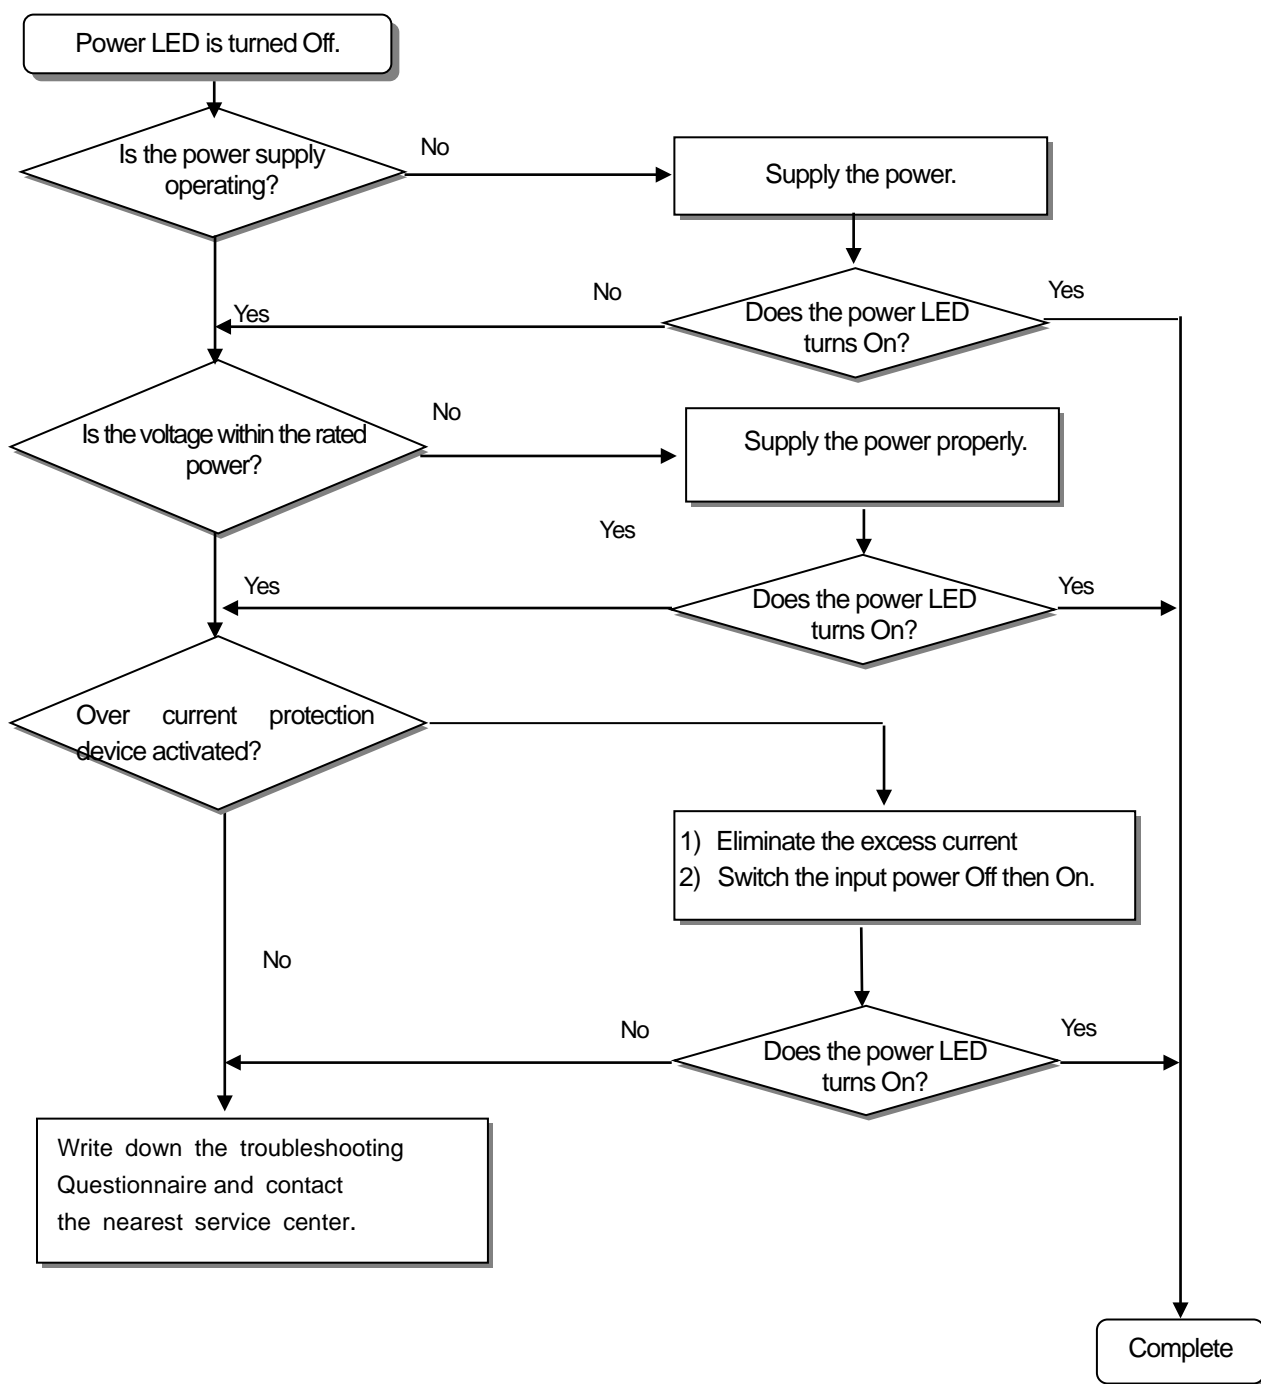 Power LED is turned Off.
No
Is the power supply
operating?
Supply the power.
No
Yes
Yes
Does the power LED
turns On?
No
Is the voltage within the rated
power?
Supply the power properly.
Yes
Yes
Yes
Does the power LED
turns On?
Over current protection
device activated?
1) Eliminate the excess current
2) Switch the input power Off then On.
No
No
Yes
Does the power LED
turns On?
Write down the troubleshooting
Questionnaire and contact
the nearest service center.
Complete